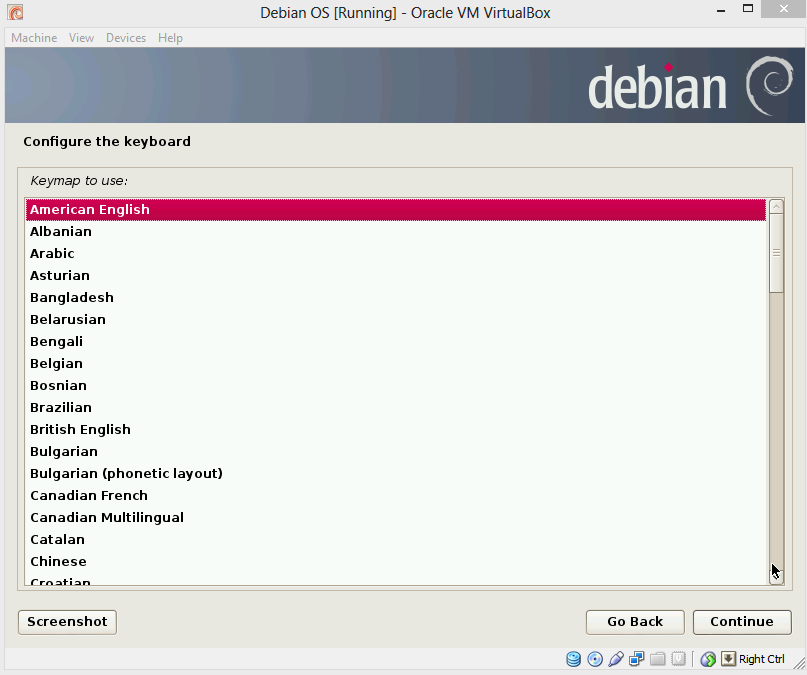 Debian OS [Running] - Oracle VM VirtualBox
Machine View Devices Help
debian
Configure the keyboard
Keymap to use:
American English
Albanian
Arabic
Asturian
Bangladesh
Belarusian
Bengali
Belgian
Bosnian
Brazilian
British English
Bulgarian
Bulgarian (phonetic layout)
Canadian French
Canadian Multilingual
Catalan
Chinese
Croatian
Screenshot Go Back Continue
Right Ctrl